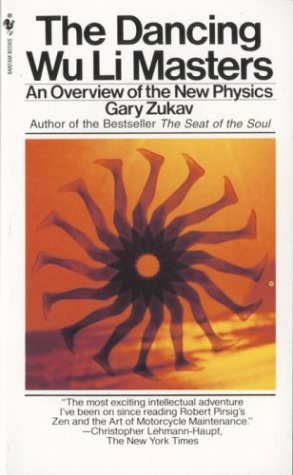 The Dancing
Wu Li Masters
An Overview of the New Physics
Gary Zukav
Author of the Bestseller The Seat of the Soul
"The most exciting intellectual adventure
I've been on since reading Robert Pirsig's
Zen and the Art of Motorcycle Maintenance."
—Christopher Lehmann-Haupt,
The New York Times